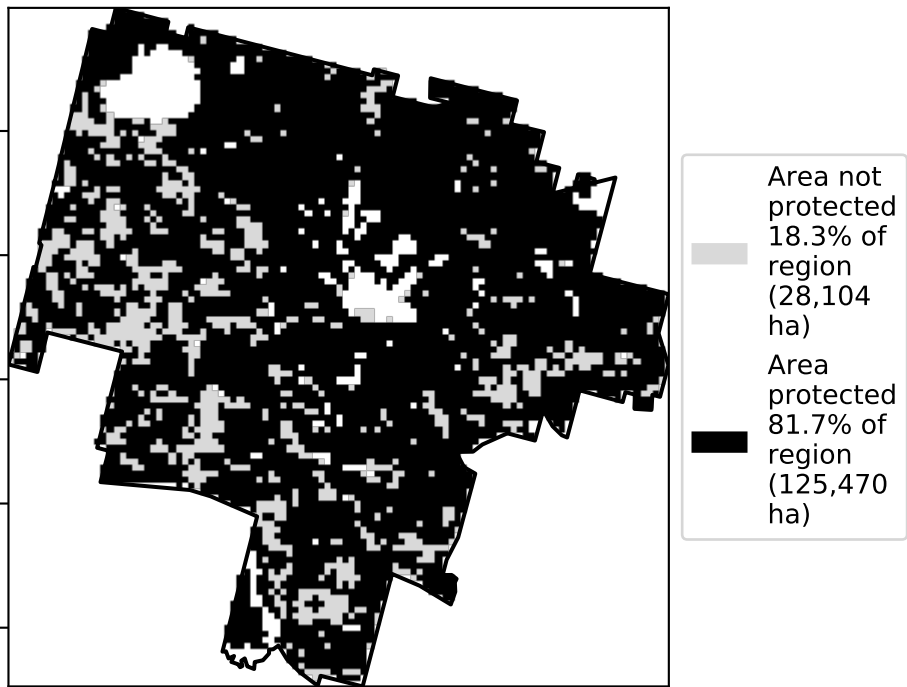 Area not
protected
18.3% of
region
(28,104
ha)
Area
protected
81.7% of
region
(125,470
ha)